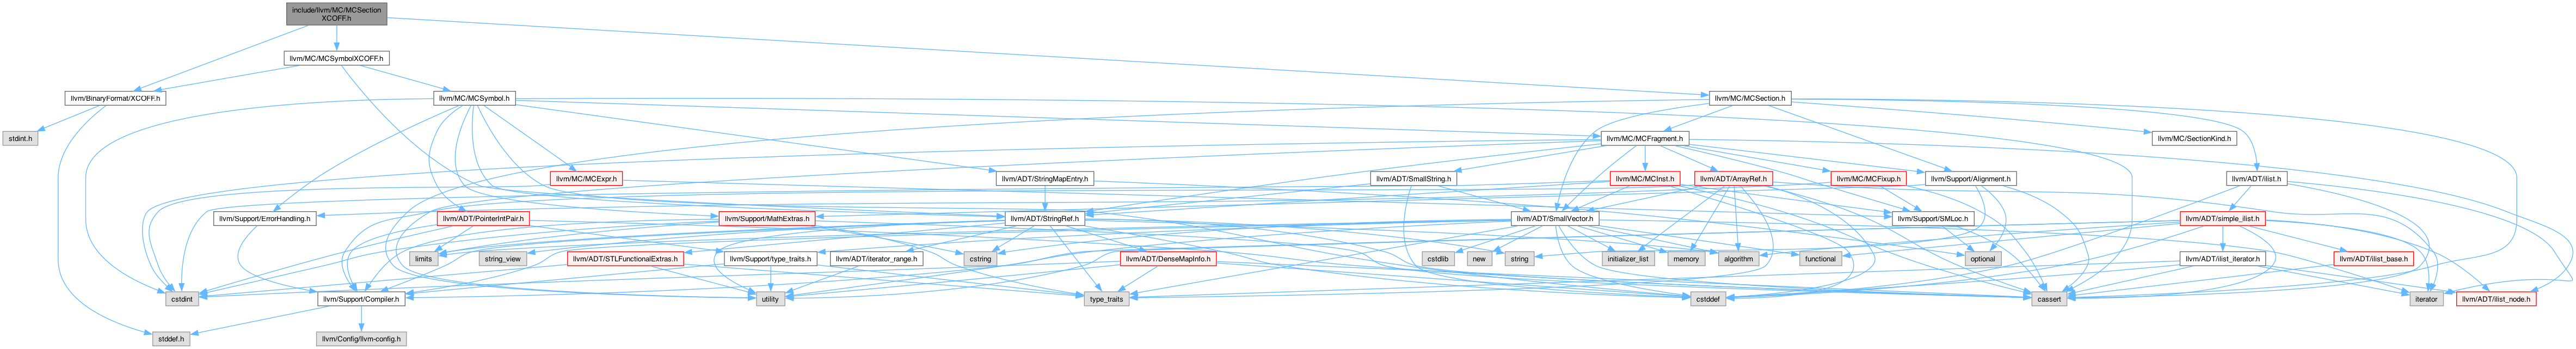 include/llvm/MC/MCSection
XCOFF.h
llvm/MC/MCSymbolXCOFF.h
llvm/BinaryFormat/XCOFF.h
llvm/MC/MCSymbol.h
llvm/MC/MCSection.h
stdint.h
llvm/MC/MCFragment.h
llvm/MC/SectionKind.h
llvm/MC/MCExpr.h
llvm/ADT/StringMapEntry.h
llvm/ADT/SmallString.h
llvm/MC/MCInst.h
llvm/ADT/ArrayRef.h
llvm/MC/MCFixup.h
llvm/Support/Alignment.h
llvm/ADT/ilist.h
llvm/Support/ErrorHandling.h
llvm/ADT/PointerIntPair.h
llvm/Support/MathExtras.h
llvm/ADT/StringRef.h
llvm/ADT/SmallVector.h
llvm/Support/SMLoc.h
llvm/ADT/simple_ilist.h
limits
string_view
llvm/ADT/STLFunctionalExtras.h
llvm/Support/type_traits.h
llvm/ADT/iterator_range.h
cstring
llvm/ADT/DenseMapInfo.h
cstdlib
new
string
initializer_list
memory
algorithm
functional
optional
llvm/ADT/ilist_iterator.h
llvm/ADT/ilist_base.h
cstdint
llvm/Support/Compiler.h
utility
type_traits
cstddef
cassert
iterator
llvm/ADT/ilist_node.h
stddef.h
llvm/Config/llvm-config.h